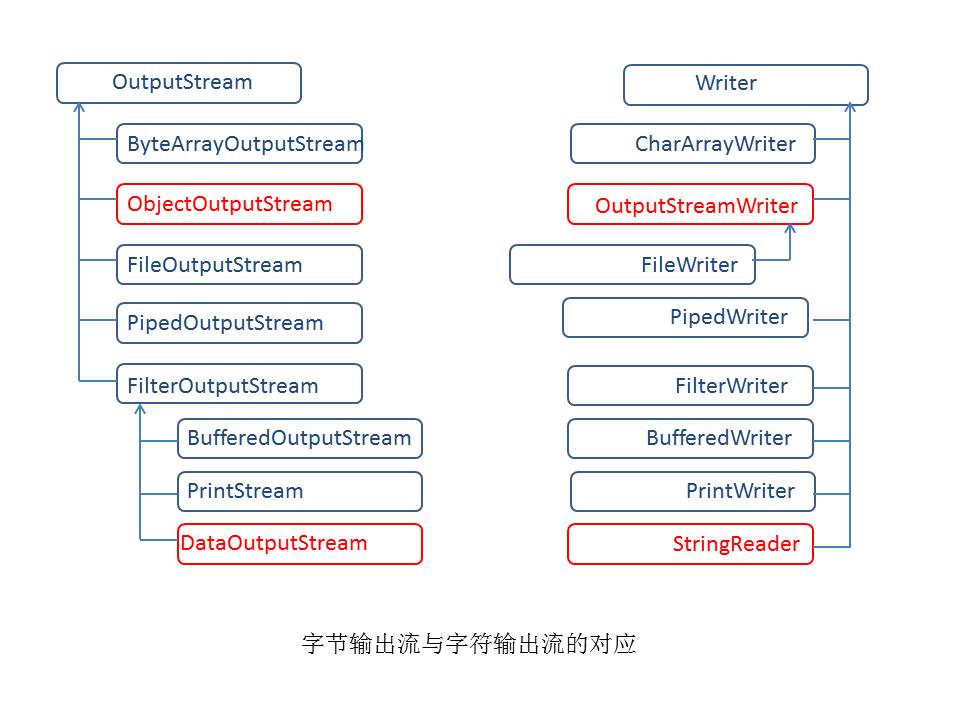 OutputStream
ByteArrayOutputStream
ObjectOutputStream
FileOutputStream
PipedOutputStream
FilterOutputStream
BufferedOutputStream
PrintStream
DataOutputStream
Writer
CharArrayWriter
OutputStreamWriter
FileWriter
PipedWriter
FilterWriter
BufferedWriter
PrintWriter
StringReader
字节输出流与字符输出流的对应